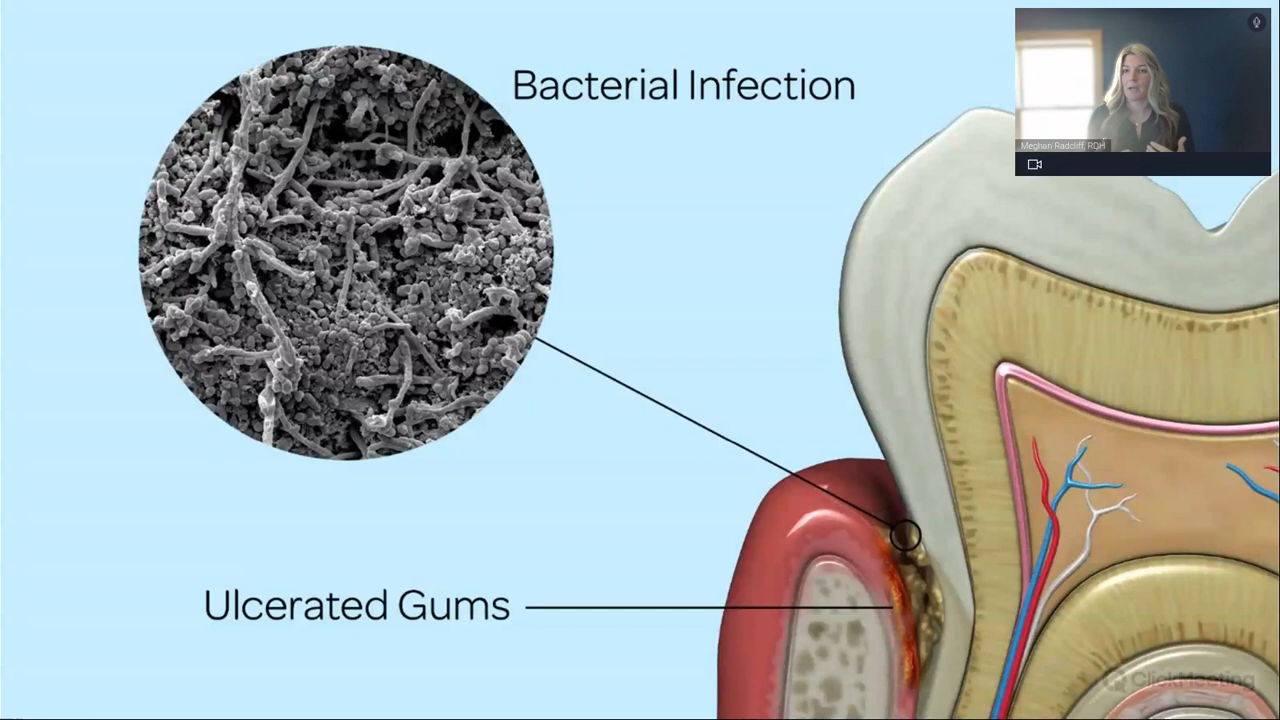 Bacterial Infection
Meghan Radcliff, RDH
Ulcerated Gums
ClickMeeting